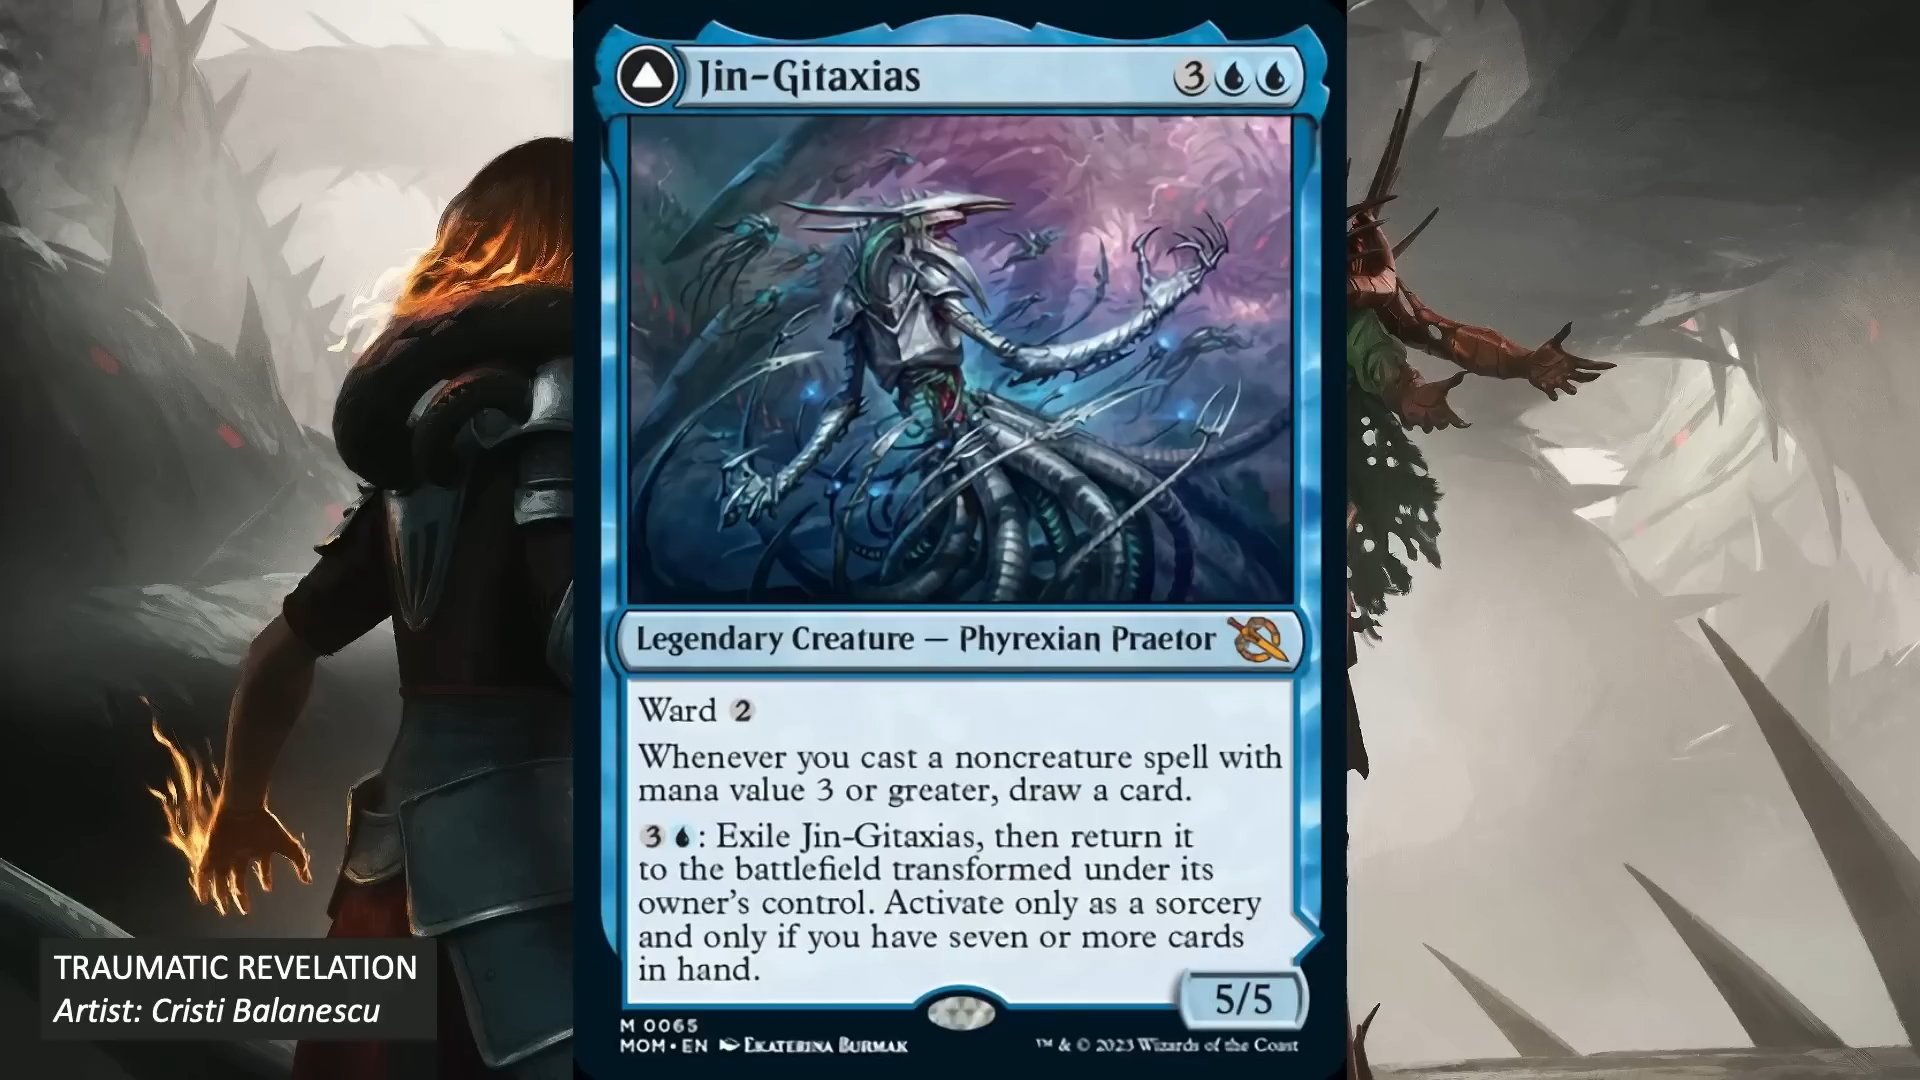 Jin-Gitaxias 3
Legendary Creature — Phyrexian Praetor
Ward 2
Whenever you cast a noncreature spell with
mana value 3 or greater, draw a card.
3 : Exile Jin-Gitaxias, then return it
to the battlefield transformed under its
owner's control. Activate only as a sorcery
and only if you have seven or more cards
in hand.
5/5
M 0065
MOM • EN Ekaterina Burmak
™ & © 2023 Wizards of the Coast
TRAUMATIC REVELATION
Artist: Cristi Balanescu